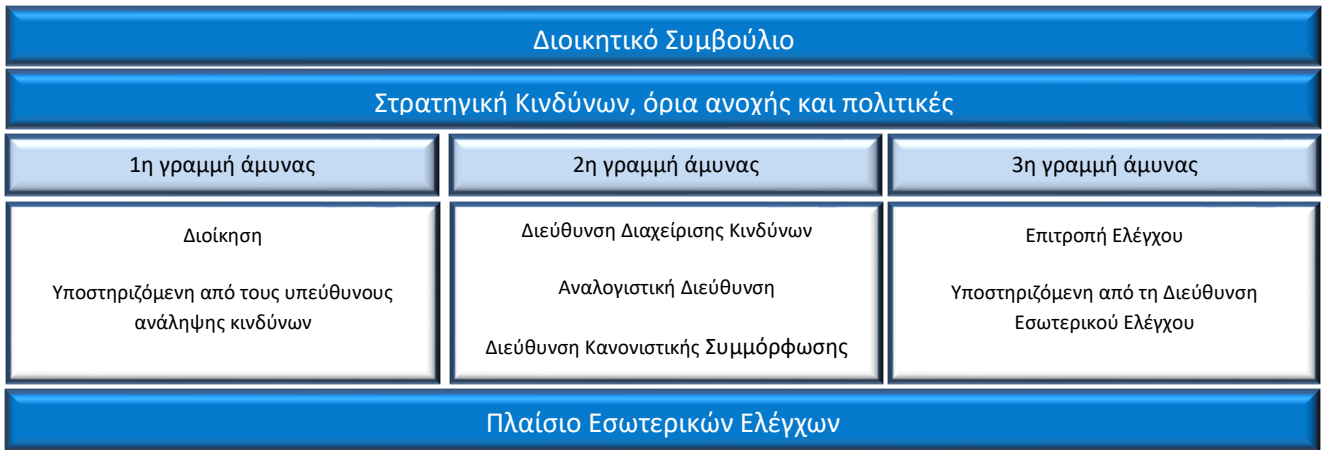 Διοικητικό Συμβούλιο
Στρατηγική Κινδύνων, όρια ανοχής και πολιτικές
1η γραμμή άμυνας
2η γραμμή άμυνας
3η γραμμή άμυνας
Διοίκηση
Υποστηριζόμενη από τους υπεύθυνους
ανάληψης κινδύνων
Διεύθυνση Διαχείρισης Κινδύνων
Αναλογιστική Διεύθυνση
Διεύθυνση Κανονιστικής Συμμόρφωσης
Επιτροπή Ελέγχου
Υποστηριζόμενη από τη Διεύθυνση
Εσωτερικού Ελέγχου
Πλαίσιο Εσωτερικών Ελέγχων